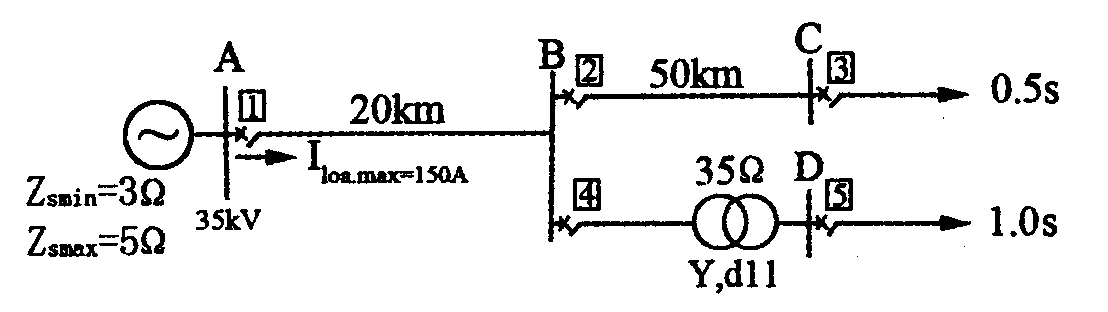 A
B
C
D
1
2
3
4
5
20km
50km
0.5s
I loa.max=150A
Zsmin=3Ω
Zsmax=5Ω
35kV
35Ω
1.0s
Y,d11